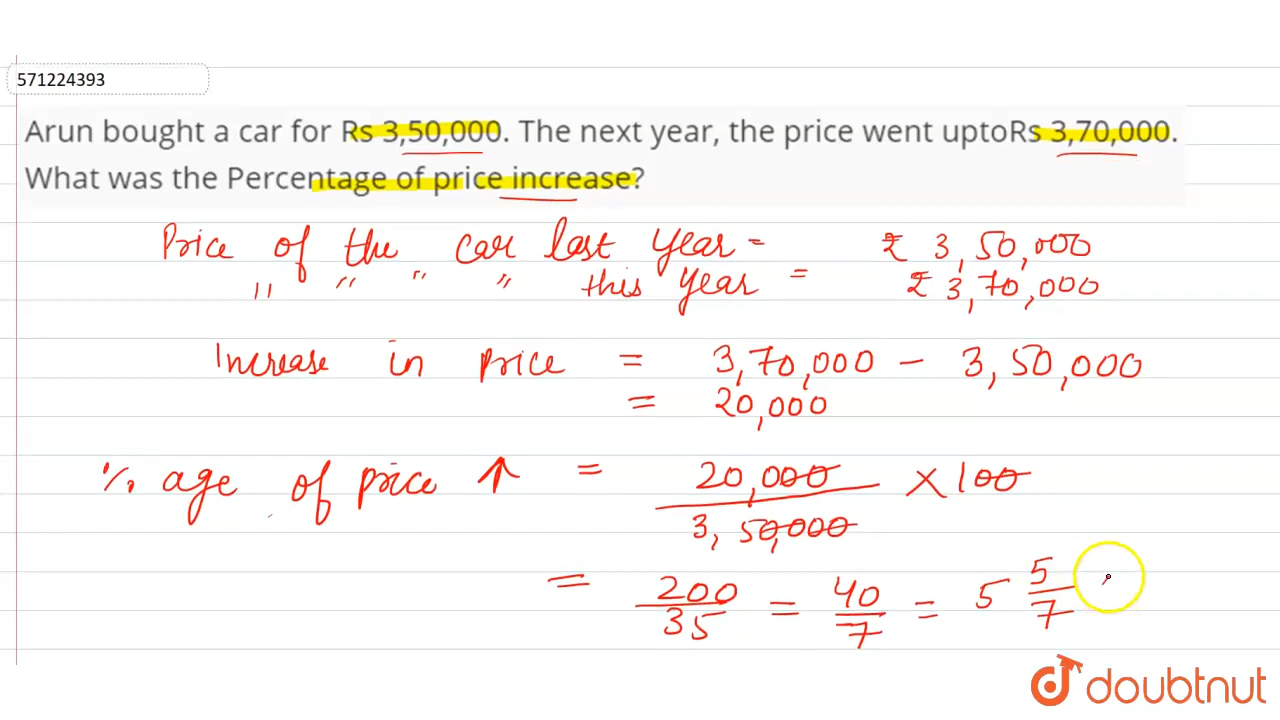 571224393
Arun bought a car for Rs 3,50,000. The next year, the price went uptoRs 3,70,000.
What was the Percentage of price increase?
Price of the car last year = ₹ 3,50,000
" " " " this year = ₹ 3,70,000
Increase in price = 3,70,000 - 3,50,000
= 20,000
% age of price ↑ = 20,000/3,50,000 × 100
= 200/35 = 40/7 = 5 5/7
doubtnut